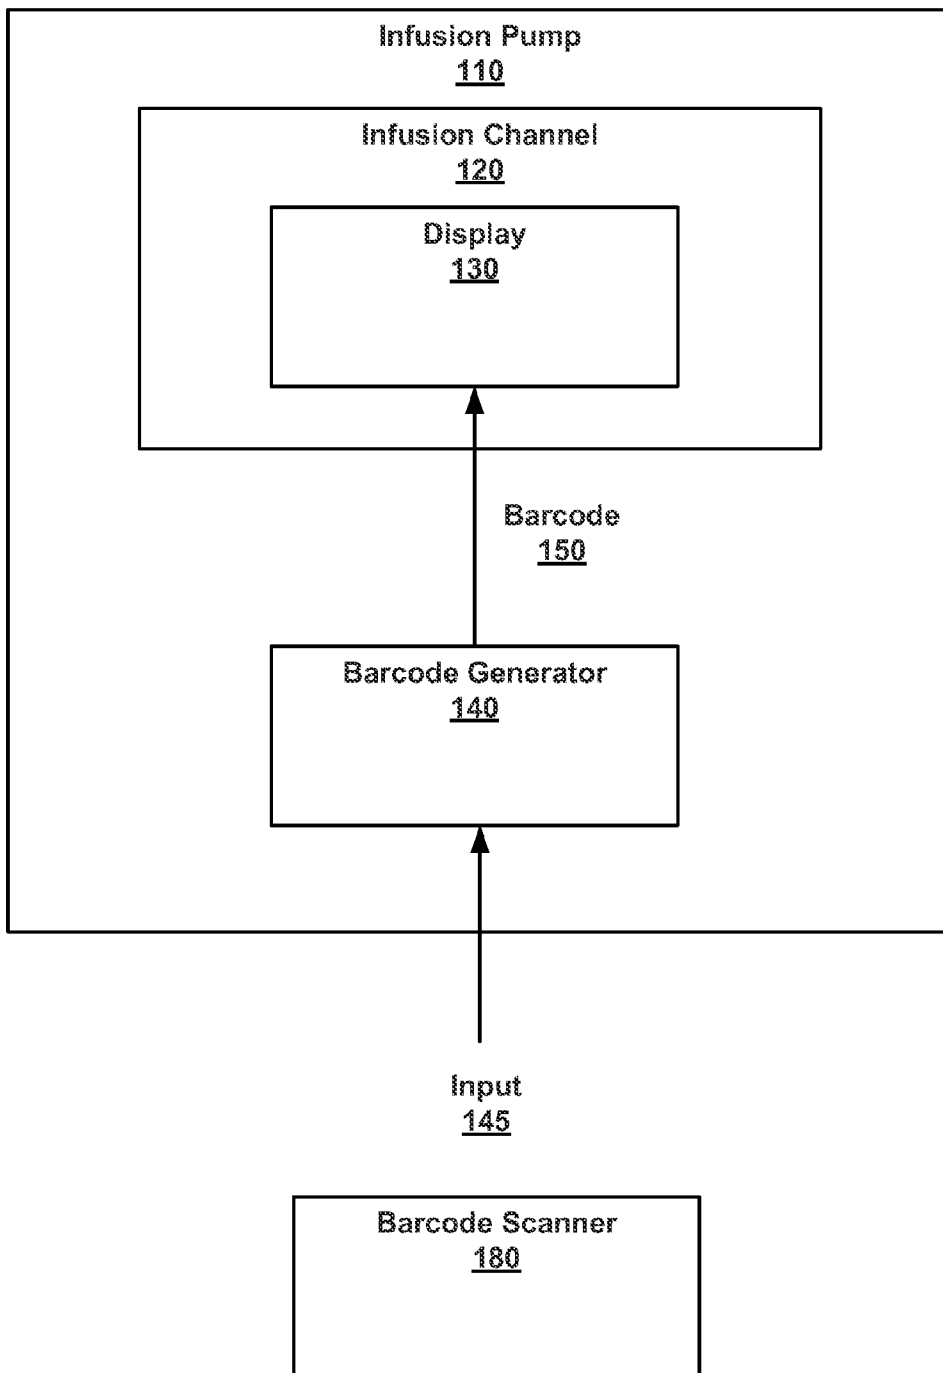 Infusion Pump
110
Infusion Channel
120
Display
130
Barcode
150
Barcode Generator
140
Input
145
Barcode Scanner
180